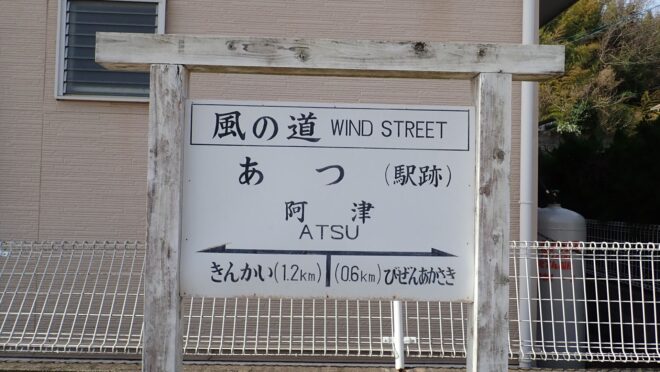 風の道 WIND STREET
あつ（駅跡）
阿津
ATSU
きんかい(1.2km) (0.6km)びぜんあかさき